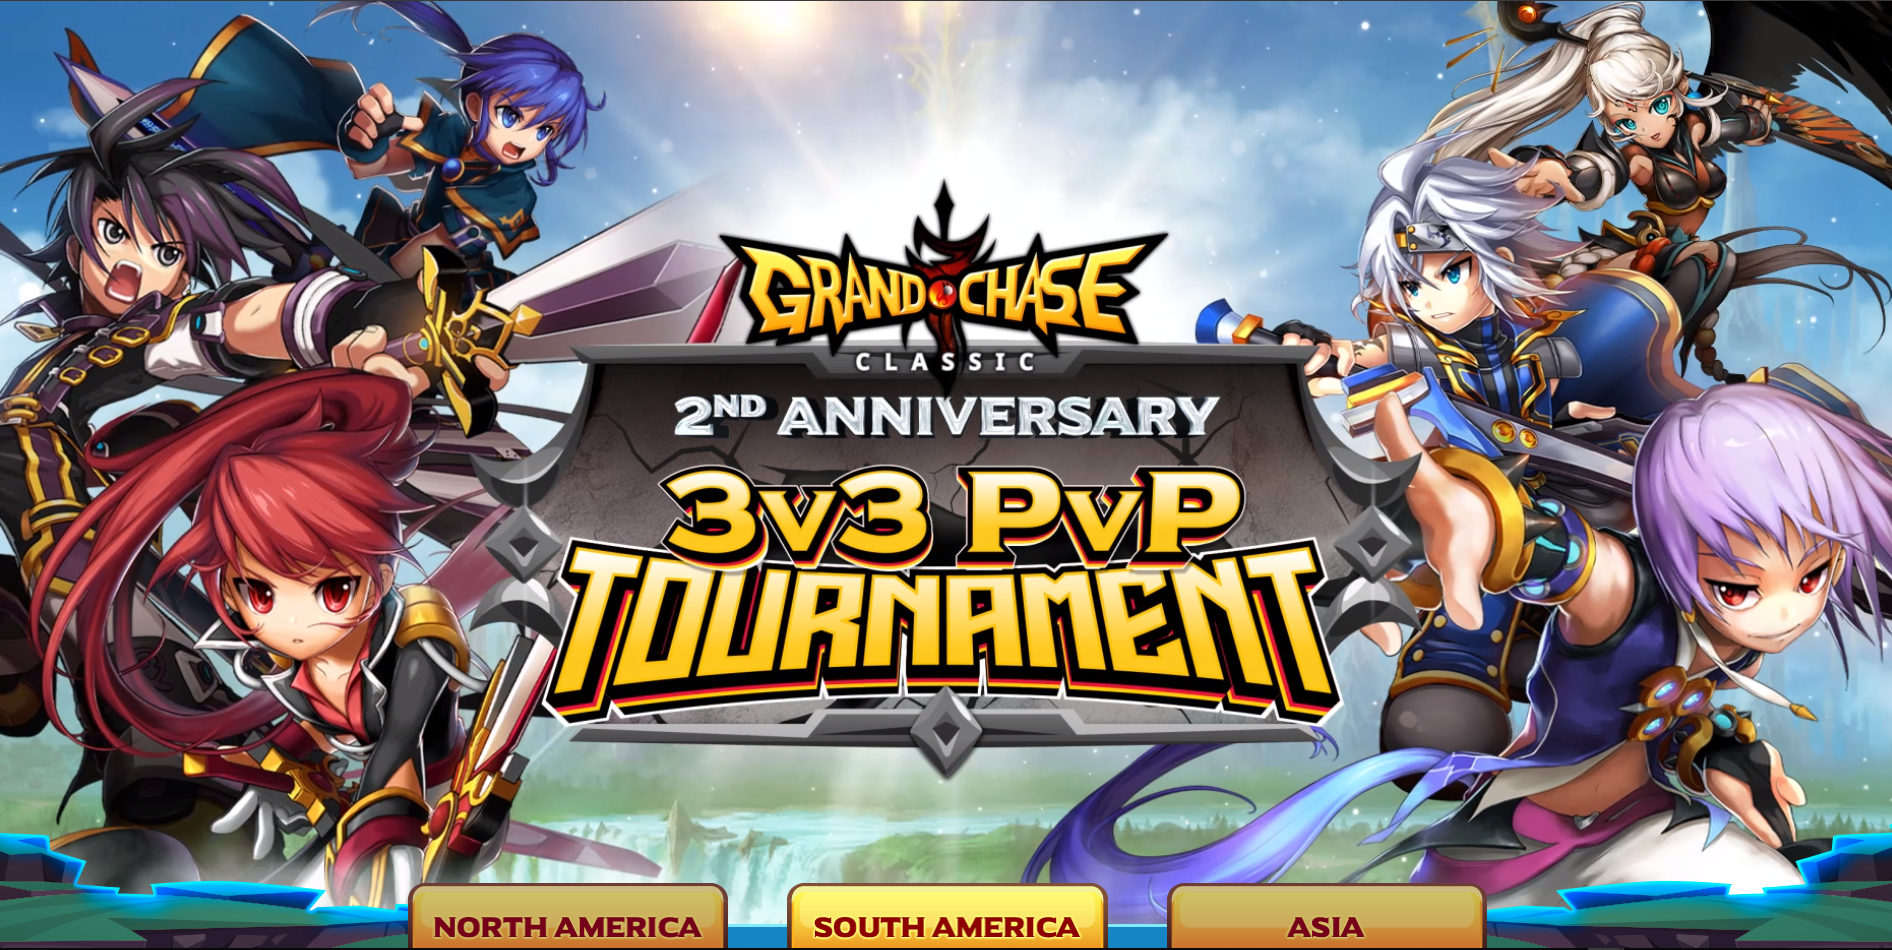 GRAND CHASE
CLASSIC
2ND ANNIVERSARY
3v3 PvP
TOURNAMENT
NORTH AMERICA
SOUTH AMERICA
ASIA